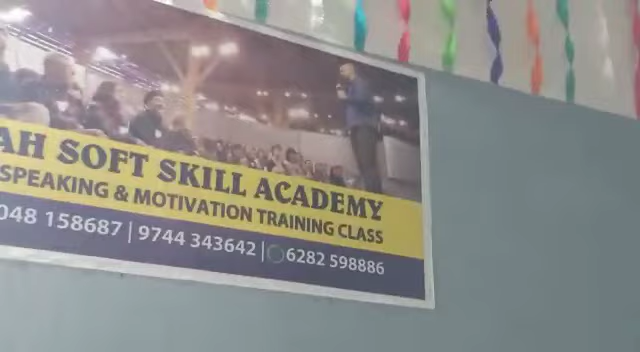 AH SOFT SKILL ACADEMY
SPEAKING & MOTIVATION TRAINING CLASS
048 158687 | 9744 343642 | 6282 598886